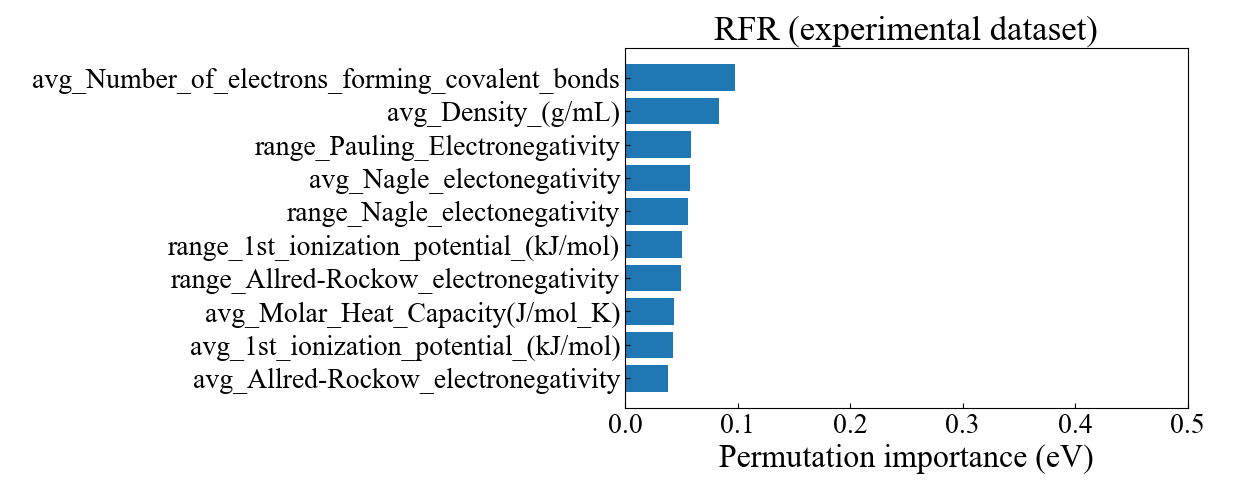 RFR (experimental dataset)
avg_Number_of_electrons_forming_covalent_bonds
avg_Density_(g/mL)
range_Pauling_Electronegativity
avg_Nagle_electonegativity
range_Nagle_electonegativity
range_1st_ionization_potential_(kJ/mol)
range_Allred-Rockow_electronegativity
avg_Molar_Heat_Capacity(J/mol_K)
avg_1st_ionization_potential_(kJ/mol)
avg_Allred-Rockow_electronegativity
0.0 0.1 0.2 0.3 0.4 0.5
Permutation importance (eV)